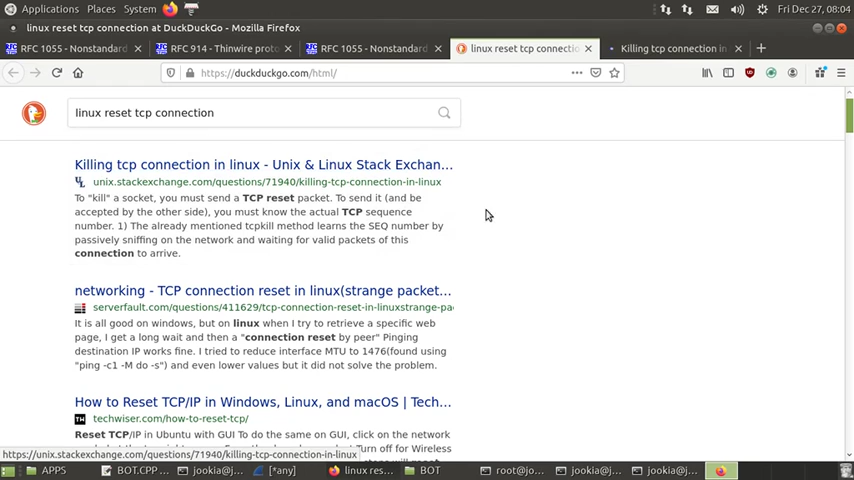 Applications Places System Fri Dec 27, 08:04
linux reset tcp connection at DuckDuckGo - Mozilla Firefox
RFC 1055 - Nonstandard RFC 914 - Thinwire proto RFC 1055 - Nonstandard linux reset tcp connectio Killing tcp connection in
https://duckduckgo.com/html/
linux reset tcp connection
Killing tcp connection in linux - Unix & Linux Stack Exchan...
unix.stackexchange.com/questions/71940/killing-tcp-connection-in-linux
To "kill" a socket, you must send a TCP reset packet. To send it (and be
accepted by the other side), you must know the actual TCP sequence
number. 1) The already mentioned tcpkill method learns the SEQ number by
passively sniffing on the network and waiting for valid packets of this
connection to arrive.
networking - TCP connection reset in linux(strange packet...
serverfault.com/questions/411629/tcp-connection-reset-in-linuxstrange-pa
It is all good on windows, but on linux when I try to retrieve a specific web
page, I get a long wait and then a "connection reset by peer" Pinging
destination IP works fine. I tried to reduce interface MTU to 1476(found using
"ping -c1 -M do -s") and even lower values but it did not solve the problem.
How to Reset TCP/IP in Windows, Linux, and macOS | Tech...
TH techwiser.com/how-to-reset-tcp/
Reset TCP/IP in Ubuntu with GUI To do the same on GUI, click on the network
https://unix.stackexchange.com/questions/71940/killing-tcp-connection-in-linux
APPS BOT.CPP ... jookia@j... [*any] linux res... BOT root@jo... jookia@j... jookia@j...